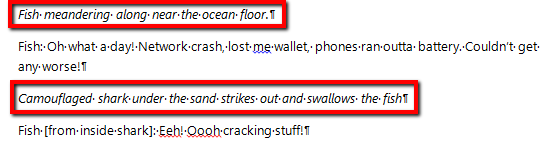 Fish meandering along near the ocean floor.¶
Fish: Oh what a day! Network crash, lost me wallet, phones ran outta battery. Couldn't get
any worse!¶
Camouflaged shark under the sand strikes out and swallows the fish¶
Fish [from inside shark]: Eeh! Oooh cracking stuff!¶